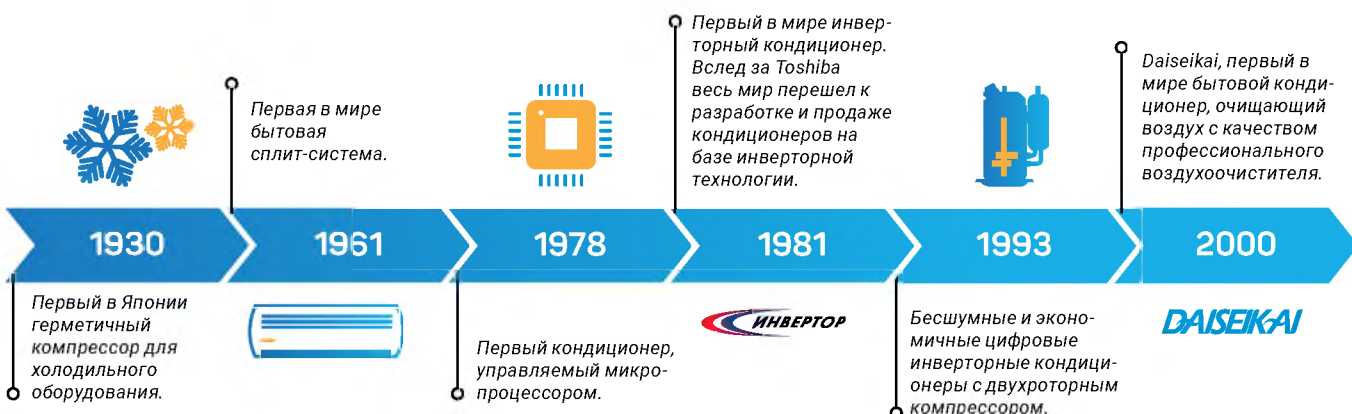 Первый в мире инвер-
торный кондиционер.
Вслед за Toshiba
весь мир перешел к
разработке и продаже
кондиционеров на
базе инверторной
технологии.
Daiseikai, первый в
мире бытовой конди-
ционер, очищающий
воздух с качеством
профессионального
воздухоочистителя.
Первая в мире
бытовая
сплит-система.
1930
1961
1978
1981
1993
2000
Первый в Японии
герметичный
компрессор для
холодильного
оборудования.
Первый кондиционер,
управляемый микро-
процессором.
ИНВЕРТОР
Бесшумные и эконо-
мичные цифровые
инверторные кондици-
онеры с двухроторным
компрессором.
DAISEIKAI